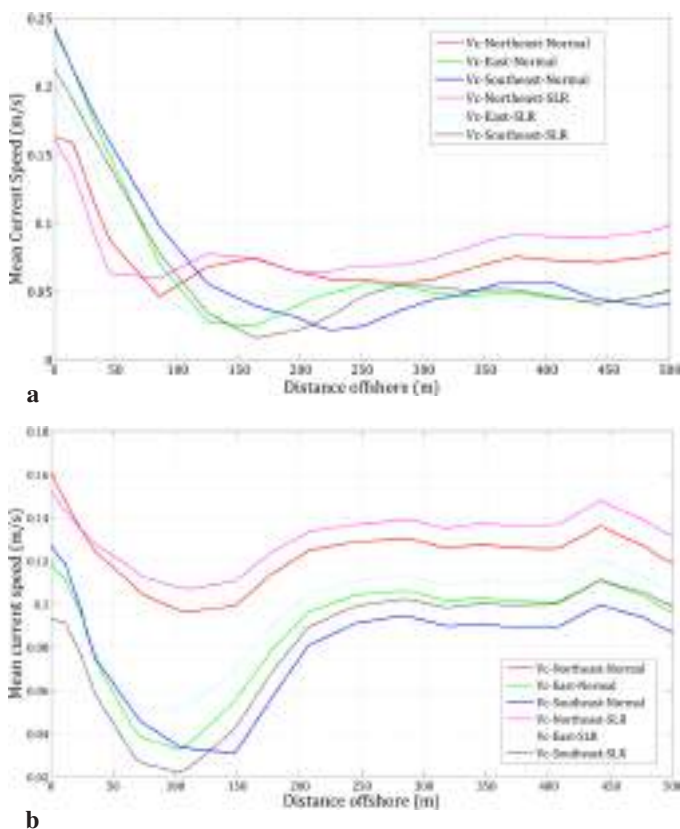 0.25
0.2
0.15
0.1
0.05
0
Mean Current Speed (m/s)
Vc-Northeast-Normal
Vc-East-Normal
Vc-Southeast-Normal
Vc-Northeast-SLR
Vc-East-SLR
Vc-Southeast-SLR
0 50 100 150 200 250 300 350 400 450 500
Distance offshore (m)
a
0.18
0.16
0.14
0.12
0.1
0.08
0.06
0.04
0.02
Mean current speed (m/s)
Vc-Northeast-Normal
Vc-East-Normal
Vc-Southeast-Normal
Vc-Northeast-SLR
Vc-East-SLR
Vc-Southeast-SLR
0 50 100 150 200 250 300 350 400 450 500
Distance offshore (m)
b